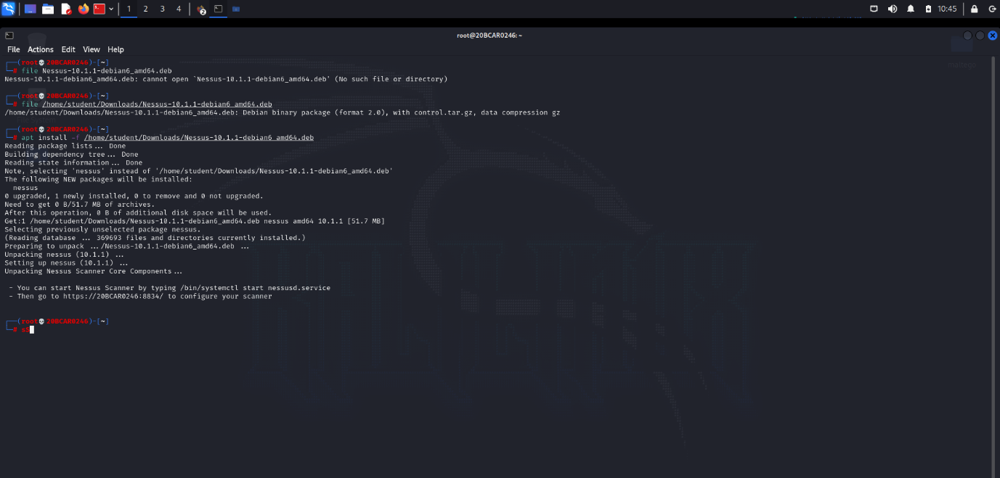 1 2 3 4 2 10:45
root@20BCAR0246: ~
File Actions Edit View Help
┌──(root💀20BCAR0246)-[~]
└─# file Nessus-10.1.1-debian6_amd64.deb
Nessus-10.1.1-debian6_amd64.deb: cannot open `Nessus-10.1.1-debian6_amd64.deb' (No such file or directory)
┌──(root💀20BCAR0246)-[~]
└─# file /home/student/Downloads/Nessus-10.1.1-debian6_amd64.deb
/home/student/Downloads/Nessus-10.1.1-debian6_amd64.deb: Debian binary package (format 2.0), with control.tar.gz, data compression gz
┌──(root💀20BCAR0246)-[~]
└─# apt install -f /home/student/Downloads/Nessus-10.1.1-debian6_amd64.deb
Reading package lists... Done
Building dependency tree... Done
Reading state information... Done
Note, selecting 'nessus' instead of '/home/student/Downloads/Nessus-10.1.1-debian6_amd64.deb'
The following NEW packages will be installed:
nessus
0 upgraded, 1 newly installed, 0 to remove and 0 not upgraded.
Need to get 0 B/51.7 MB of archives.
After this operation, 0 B of additional disk space will be used.
Get:1 /home/student/Downloads/Nessus-10.1.1-debian6_amd64.deb nessus amd64 10.1.1 [51.7 MB]
Selecting previously unselected package nessus.
(Reading database ... 369693 files and directories currently installed.)
Preparing to unpack .../Nessus-10.1.1-debian6_amd64.deb ...
Unpacking nessus (10.1.1) ...
Setting up nessus (10.1.1) ...
Unpacking Nessus Scanner Core Components...
- You can start Nessus Scanner by typing /bin/systemctl start nessusd.service
- Then go to https://20BCAR0246:8834/ to configure your scanner
┌──(root💀20BCAR0246)-[~]
└─# sS